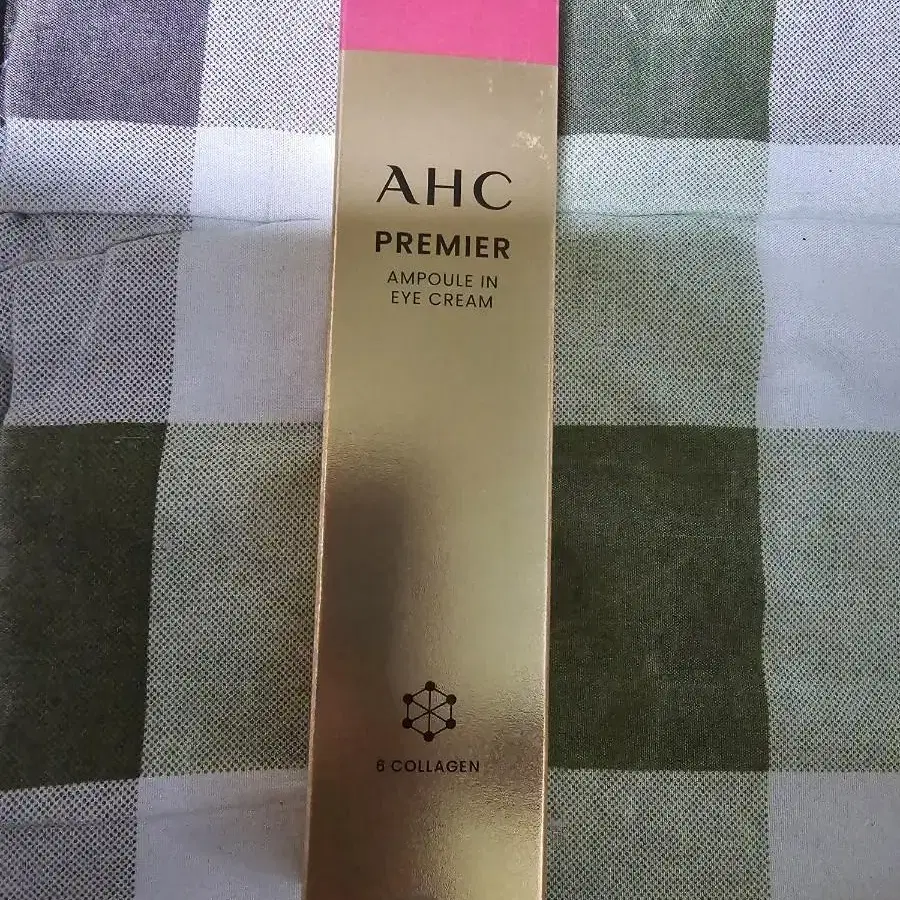 AHC
PREMIER
AMPOULE IN
EYE CREAM
6 COLLAGEN